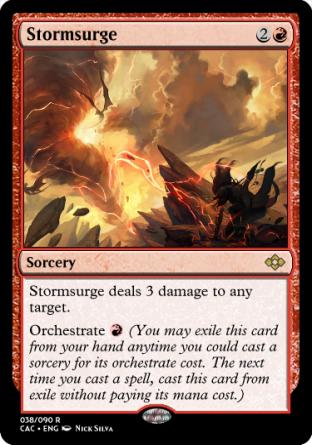 Stormsurge 2
Sorcery
Stormsurge deals 3 damage to any
target.
Orchestrate (You may exile this card
from your hand anytime you could cast a
sorcery for its orchestrate cost. The next
time you cast a spell, cast this card from
exile without paying its mana cost.)
038/090 R
CAC • ENG Nick Silva